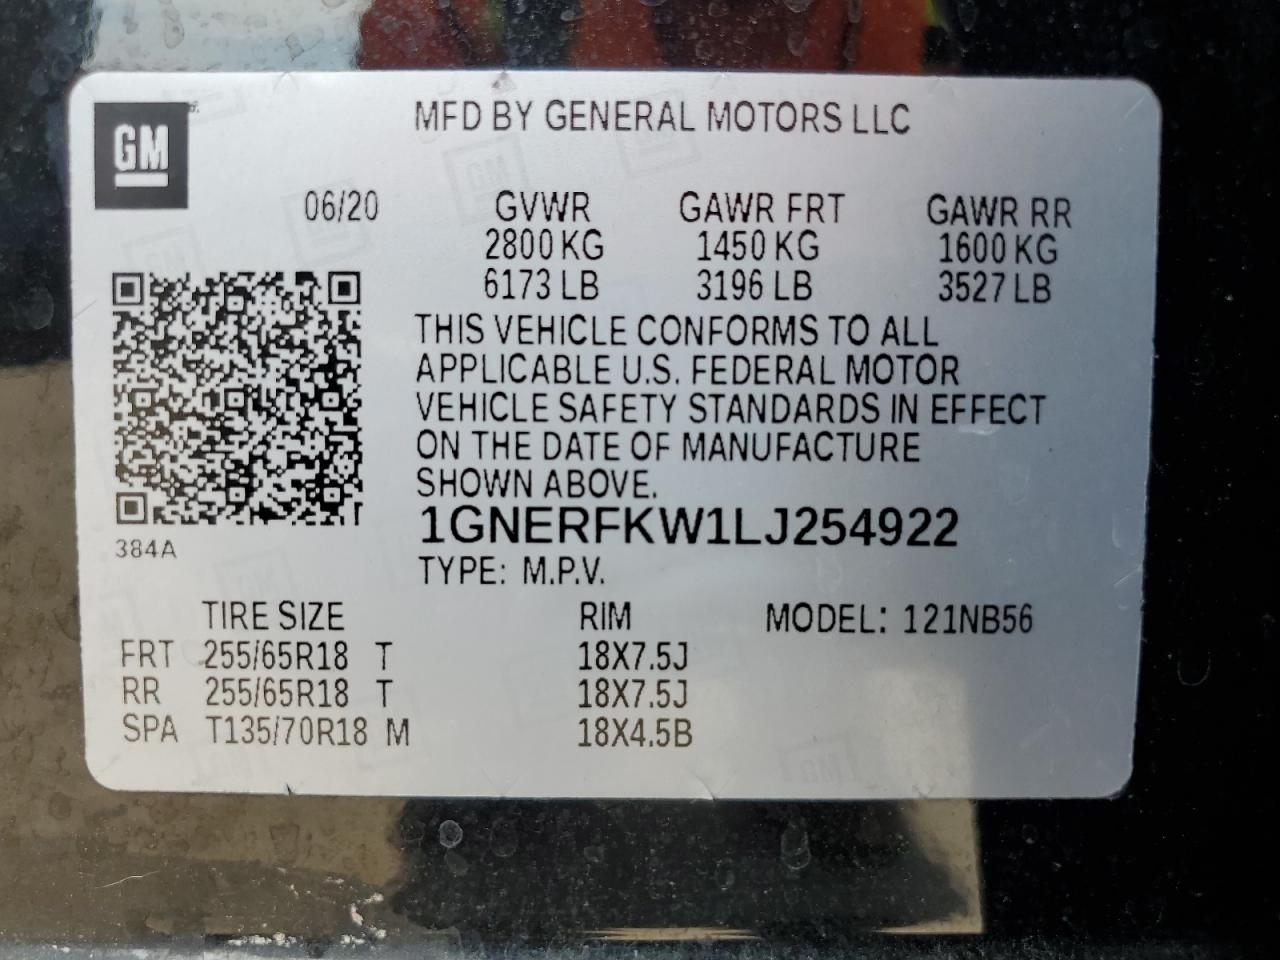 MFD BY GENERAL MOTORS LLC
GM
06/20 GVWR GAWR FRT GAWR RR
2800 KG 1450 KG 1600 KG
6173 LB 3196 LB 3527 LB
THIS VEHICLE CONFORMS TO ALL
APPLICABLE U.S. FEDERAL MOTOR
VEHICLE SAFETY STANDARDS IN EFFECT
ON THE DATE OF MANUFACTURE
SHOWN ABOVE.
1GNERFKW1LJ254922
384A
TYPE: M.P.V.
TIRE SIZE RIM MODEL: 121NB56
FRT 255/65R18 T 18X7.5J
RR 255/65R18 T 18X7.5J
SPA T135/70R18 M 18X4.5B